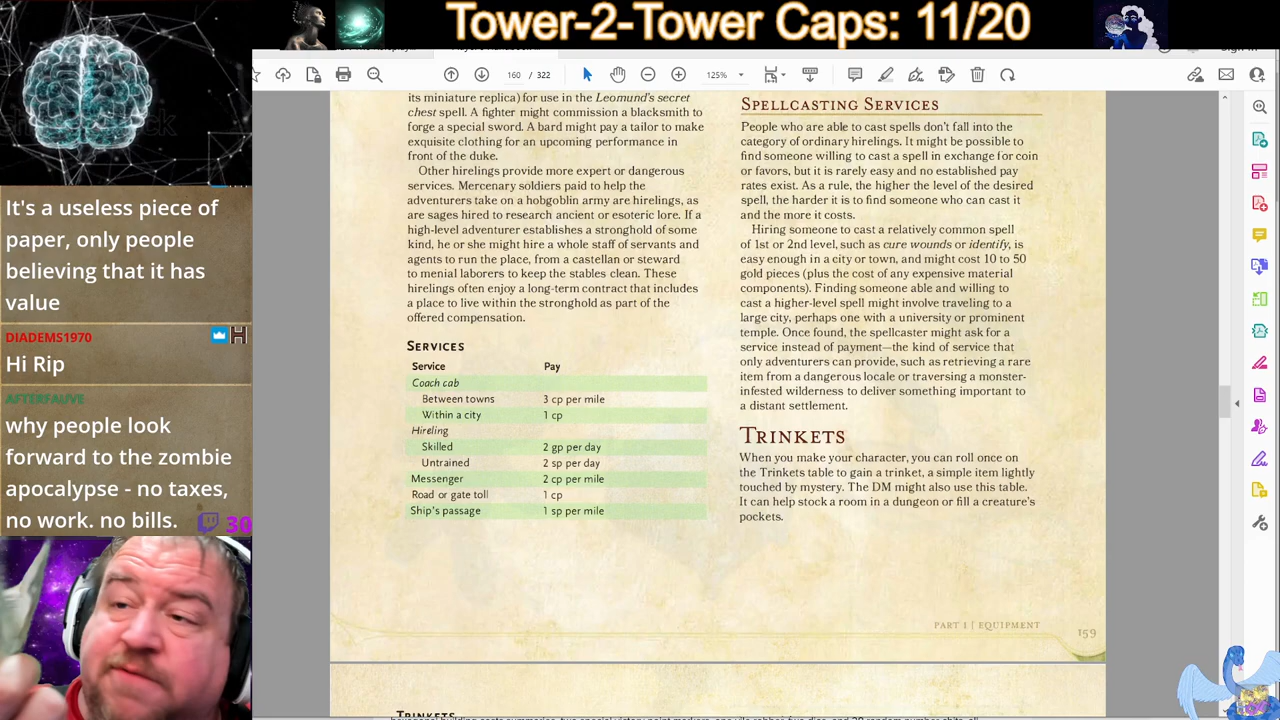 Tower-2-Tower Caps: 11/20
160 / 322
125%
It's a useless piece of
paper, only people
believing that it has
value
DIADEMS1970
Hi Rip
AFTERFAUVE
why people look
forward to the zombie
apocalypse - no taxes,
no work. no bills.
30
its miniature replica) for use in the Leomund's secret
chest spell. A fighter might commission a blacksmith to
forge a special sword. A bard might pay a tailor to make
exquisite clothing for an upcoming performance in
front of the duke.
Other hirelings provide more expert or dangerous
services. Mercenary soldiers paid to help the
adventurers take on a hobgoblin army are hirelings, as
are sages hired to research ancient or esoteric lore. If a
high-level adventurer establishes a stronghold of some
kind, he or she might hire a whole staff of servants and
agents to run the place, from a castellan or steward
to menial laborers to keep the stables clean. These
hirelings often enjoy a long-term contract that includes
a place to live within the stronghold as part of the
offered compensation.
SERVICES
Service Pay
Coach cab
Between towns 3 cp per mile
Within a city 1 cp
Hireling
Skilled 2 gp per day
Untrained 2 sp per day
Messenger 2 cp per mile
Road or gate toll 1 cp
Ship's passage 1 sp per mile
SPELLCASTING SERVICES
People who are able to cast spells don't fall into the
category of ordinary hirelings. It might be possible to
find someone willing to cast a spell in exchange for coin
or favors, but it is rarely easy and no established pay
rates exist. As a rule, the higher the level of the desired
spell, the harder it is to find someone who can cast it
and the more it costs.
Hiring someone to cast a relatively common spell
of 1st or 2nd level, such as cure wounds or identify, is
easy enough in a city or town, and might cost 10 to 50
gold pieces (plus the cost of any expensive material
components). Finding someone able and willing to
cast a higher-level spell might involve traveling to a
large city, perhaps one with a university or prominent
temple. Once found, the spellcaster might ask for a
service instead of payment—the kind of service that
only adventurers can provide, such as retrieving a rare
item from a dangerous locale or traversing a monster-
infested wilderness to deliver something important to
a distant settlement.
TRINKETS
When you make your character, you can roll once on
the Trinkets table to gain a trinket, a simple item lightly
touched by mystery. The DM might also use this table.
It can help stock a room in a dungeon or fill a creature's
pockets.
PART 1 | EQUIPMENT
159
TRINKETS